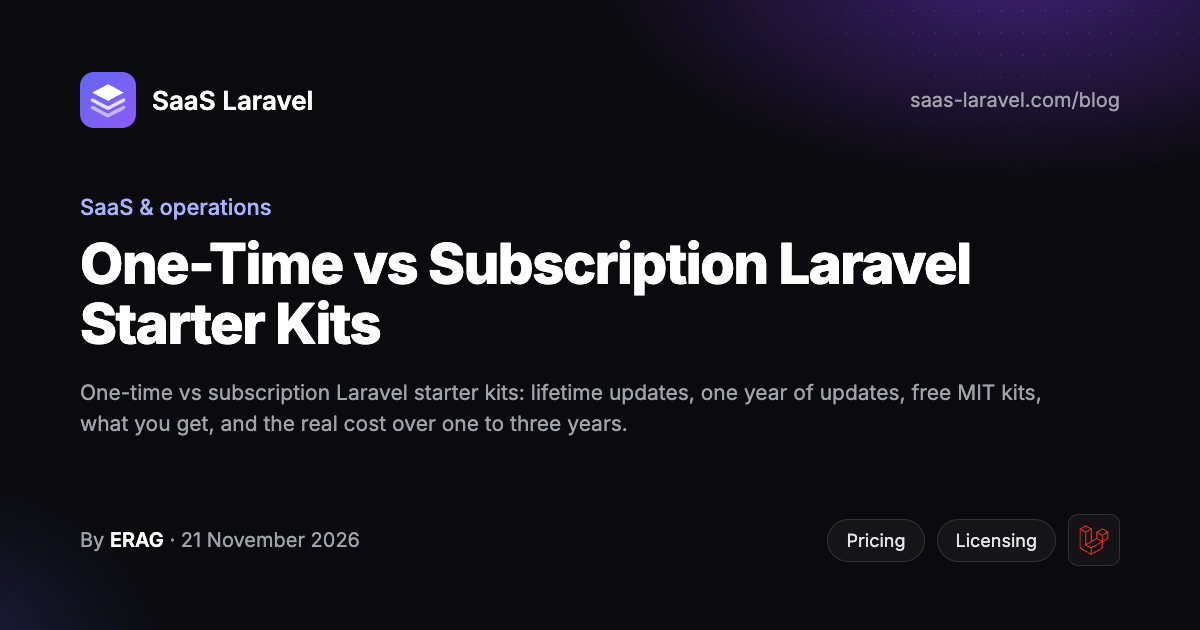 SaaS Laravel
saas-laravel.com/blog
SaaS & operations
One-Time vs Subscription Laravel
Starter Kits
One-time vs subscription Laravel starter kits: lifetime updates, one year of updates, free MIT kits,
what you get, and the real cost over one to three years.
By ERAG · 21 November 2026
Pricing
Licensing